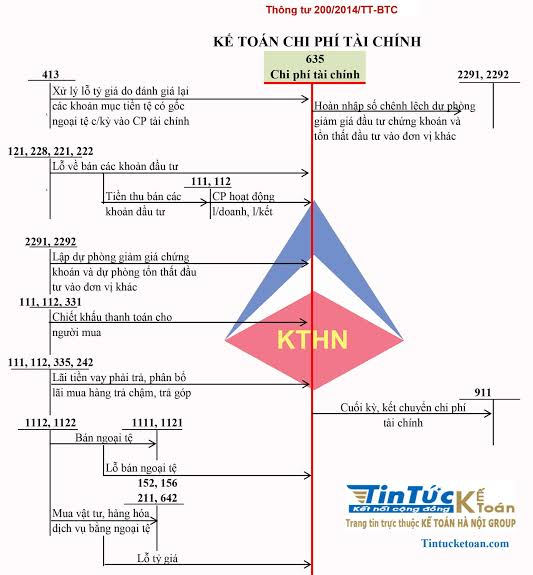 Thông tư 200/2014/TT-BTC
KẾ TOÁN CHI PHÍ TÀI CHÍNH
635
Chi phí tài chính
413
Xử lý lỗ tỷ giá do đánh giá lại
các khoản mục tiền tệ có gốc
ngoại tệ c/kỳ vào CP tài chính
2291, 2292
Hoàn nhập số chênh lệch dự phòng
giảm giá đầu tư chứng khoán và
tổn thất đầu tư vào đơn vị khác
121, 228, 221, 222
Lỗ về bán các khoản đầu tư
111, 112
Tiền thu bán các
khoản đầu tư
CP hoạt động
l/doanh, l/kết
2291, 2292
Lập dự phòng giảm giá chứng
khoán và dự phòng tổn thất đầu
tư vào đơn vị khác
111, 112, 331
Chiết khấu thanh toán cho
người mua
KTHN
111, 112, 335, 242
Lãi tiền vay phải trả, phân bổ
lãi mua hàng trả chậm, trả góp
911
Cuối kỳ, kết chuyển chi phí
tài chính
1112, 1122
1111, 1121
Bán ngoại tệ
Lỗ bán ngoại tệ
152, 156
211, 642
Mua vật tư, hàng hóa
dịch vụ bằng ngoại tệ
Lỗ tỷ giá
TinTức Kế Toán
Kết nối cộng đồng
Trang tin trực thuộc KẾ TOÁN HÀ NỘI GROUP
Tintucketoan.com